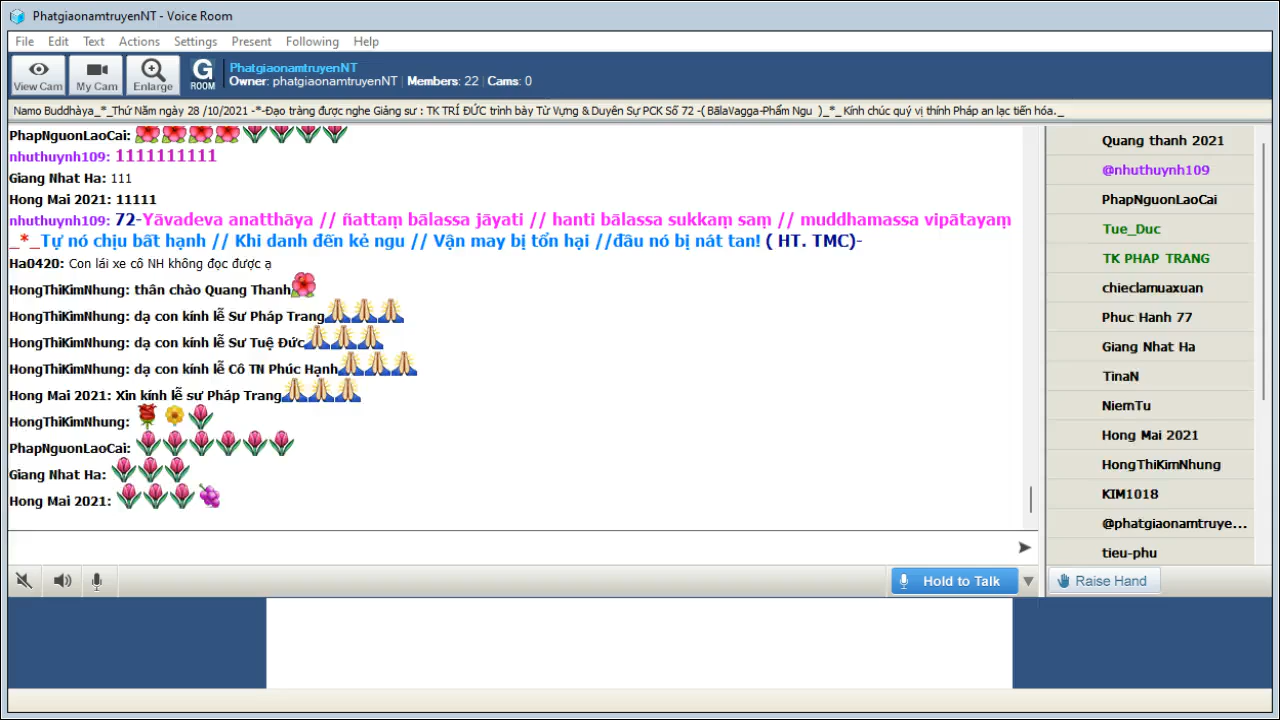 PhatgiaonamtruyenNT - Voice Room
File Edit Text Actions Settings Present Following Help
View Cam My Cam Enlarge G ROOM
PhatgiaonamtruyenNT
Owner: phatgiaonamtruyenNT | Members: 22 | Cams: 0
Namo Buddhàya_*_Thứ Năm ngày 28 /10/2021 -*-Đạo tràng được nghe Giảng sư : TK TRÍ ĐỨC trình bày Từ Vựng & Duyên Sự PCK Số 72 -( BãlaVagga-Phẩm Ngu )_*_ Kính chúc quý vị thính Pháp an lạc tiến hóa._
PhapNguonLaoCai:
nhuthuynh109: 1111111111
Giang Nhat Ha: 111
Hong Mai 2021: 11111
nhuthuynh109: 72-Yāvadeva anatthāya // ñattaṃ bālassa jāyati // hanti bālassa sukkaṃ saṃ // muddhamassa vipātayaṃ
_*_Tự nó chịu bất hạnh // Khi danh đến kẻ ngu // Vận may bị tổn hại //đầu nó bị nát tan! ( HT. TMC)-
Ha0420: Con lái xe cô NH không đọc được ạ
HongThiKimNhung: thân chào Quang Thanh
HongThiKimNhung: dạ con kính lễ Sư Pháp Trang
HongThiKimNhung: dạ con kính lễ Sư Tuệ Đức
HongThiKimNhung: dạ con kính lễ Cô TN Phúc Hạnh
Hong Mai 2021: Xin kính lễ sư Pháp Trang
HongThiKimNhung:
PhapNguonLaoCai:
Giang Nhat Ha:
Hong Mai 2021:
Hold to Talk
Quang thanh 2021
@nhuthuynh109
PhapNguonLaoCai
Tue_Duc
TK PHAP TRANG
chieclamuaxuan
Phuc Hanh 77
Giang Nhat Ha
TinaN
NiemTu
Hong Mai 2021
HongThiKimNhung
KIM1018
@phatgiaonamtruye...
tieu-phu
Raise Hand